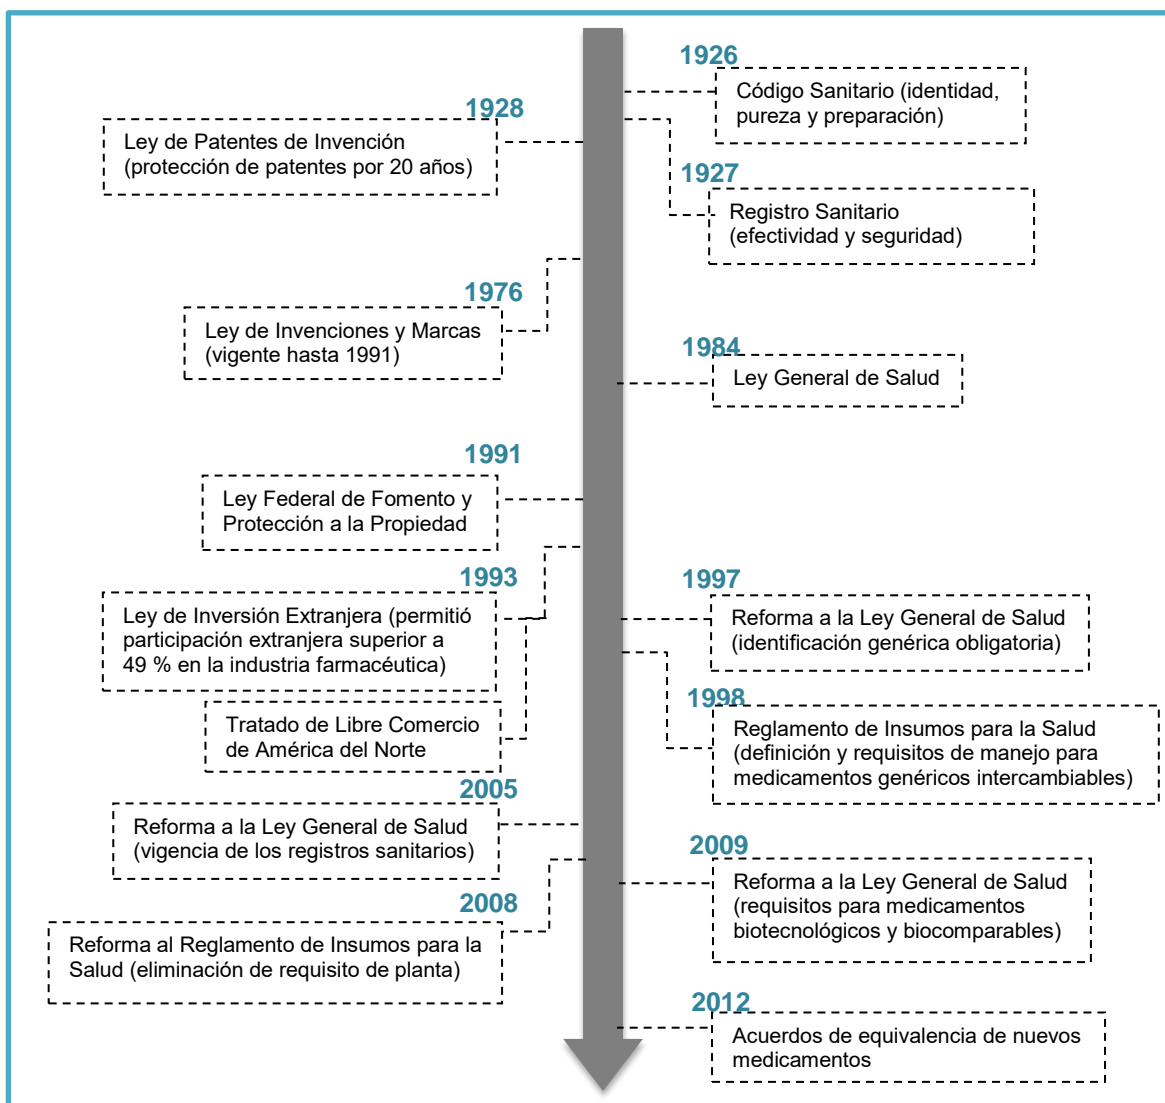 1926
Código Sanitario (identidad,
pureza y preparación)
1928
Ley de Patentes de Invención
(protección de patentes por 20 años)
1927
Registro Sanitario
(efectividad y seguridad)
1976
Ley de Invenciones y Marcas
(vigente hasta 1991)
1984
Ley General de Salud
1991
Ley Federal de Fomento y
Protección a la Propiedad
1993
Ley de Inversión Extranjera (permitió
participación extranjera superior a
49 % en la industria farmacéutica)
Tratado de Libre Comercio
de América del Norte
1997
Reforma a la Ley General de Salud
(identificación genérica obligatoria)
1998
Reglamento de Insumos para la Salud
(definición y requisitos de manejo para
medicamentos genéricos intercambiables)
2005
Reforma a la Ley General de Salud
(vigencia de los registros sanitarios)
2008
Reforma al Reglamento de Insumos para la
Salud (eliminación de requisito de planta)
2009
Reforma a la Ley General de Salud
(requisitos para medicamentos
biotecnológicos y biocomparables)
2012
Acuerdos de equivalencia de nuevos
medicamentos